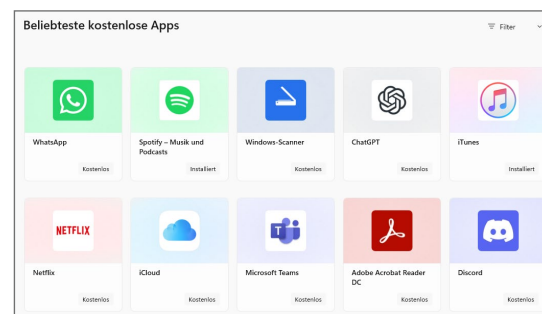 Beliebteste kostenlose Apps
Filter
WhatsApp
Kostenlos
Spotify – Musik und
Podcasts
Installiert
Windows-Scanner
Kostenlos
ChatGPT
Kostenlos
iTunes
Installiert
NETFLIX
Netflix
Kostenlos
iCloud
Kostenlos
T
Microsoft Teams
Kostenlos
Adobe Acrobat Reader
DC
Kostenlos
Discord
Kostenlos